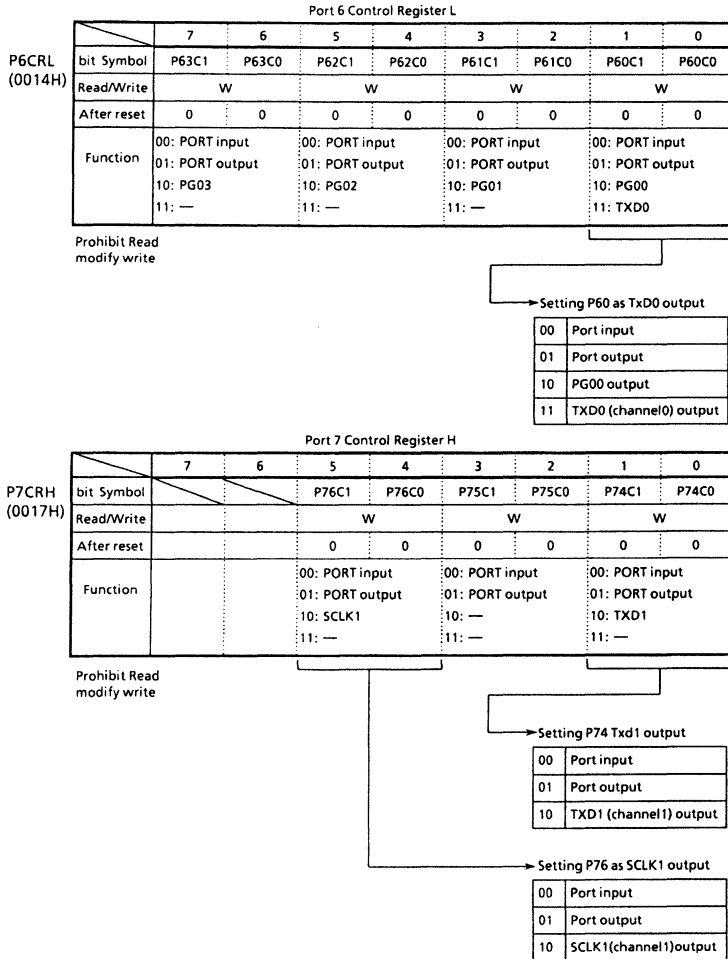 Port 6 Control Register L
7 6 5 4 3 2 1 0
P6CRL
(0014H)
bit Symbol P63C1 P63C0 P62C1 P62C0 P61C1 P61C0 P60C1 P60C0
Read/Write W W W W
After reset 0 0 0 0 0 0 0 0
Function
00: PORT input 00: PORT input 00: PORT input 00: PORT input
01: PORT output 01: PORT output 01: PORT output 01: PORT output
10: PG03 10: PG02 10: PG01 10: PG00
11: — 11: — 11: — 11: TXD0
Prohibit Read
modify write
Setting P60 as TxD0 output
00 Port input
01 Port output
10 PG00 output
11 TXD0 (channel0) output
Port 7 Control Register H
7 6 5 4 3 2 1 0
P7CRH
(0017H)
bit Symbol P76C1 P76C0 P75C1 P75C0 P74C1 P74C0
Read/Write W W W
After reset 0 0 0 0 0 0
Function
00: PORT input 00: PORT input 00: PORT input
01: PORT output 01: PORT output 01: PORT output
10: SCLK1 10: — 10: TXD1
11: — 11: — 11: —
Prohibit Read
modify write
Setting P74 Txd1 output
00 Port input
01 Port output
10 TXD1 (channel1) output
Setting P76 as SCLK1 output
00 Port input
01 Port output
10 SCLK1(channel1)output